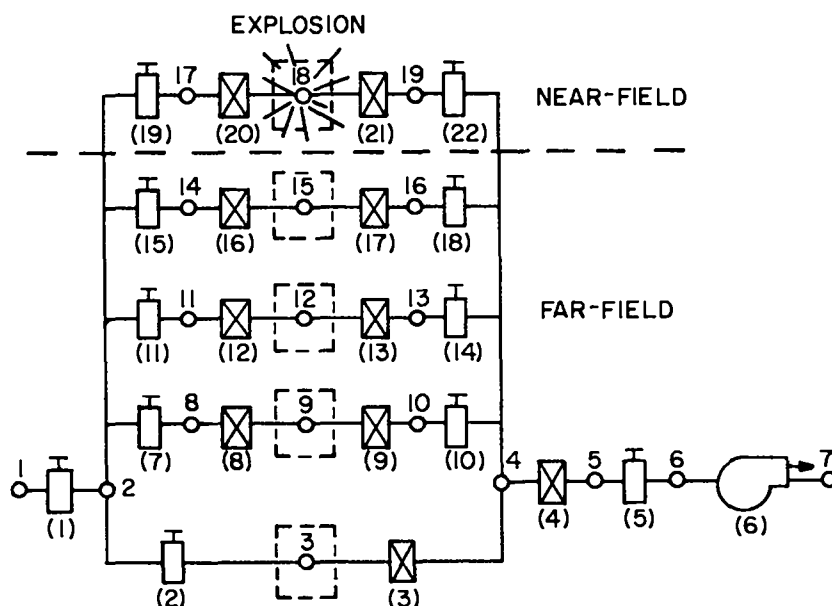 EXPLOSION
17 18 19
NEAR-FIELD
(19) (20) (21) (22)
14 15 16
(15) (16) (17) (18)
11 12 13
FAR-FIELD
(11) (12) (13) (14)
8 9 10
(7) (8) (9) (10)
1 2 4 5 6 7
(1) (4) (5) (6)
3
(2) (3)